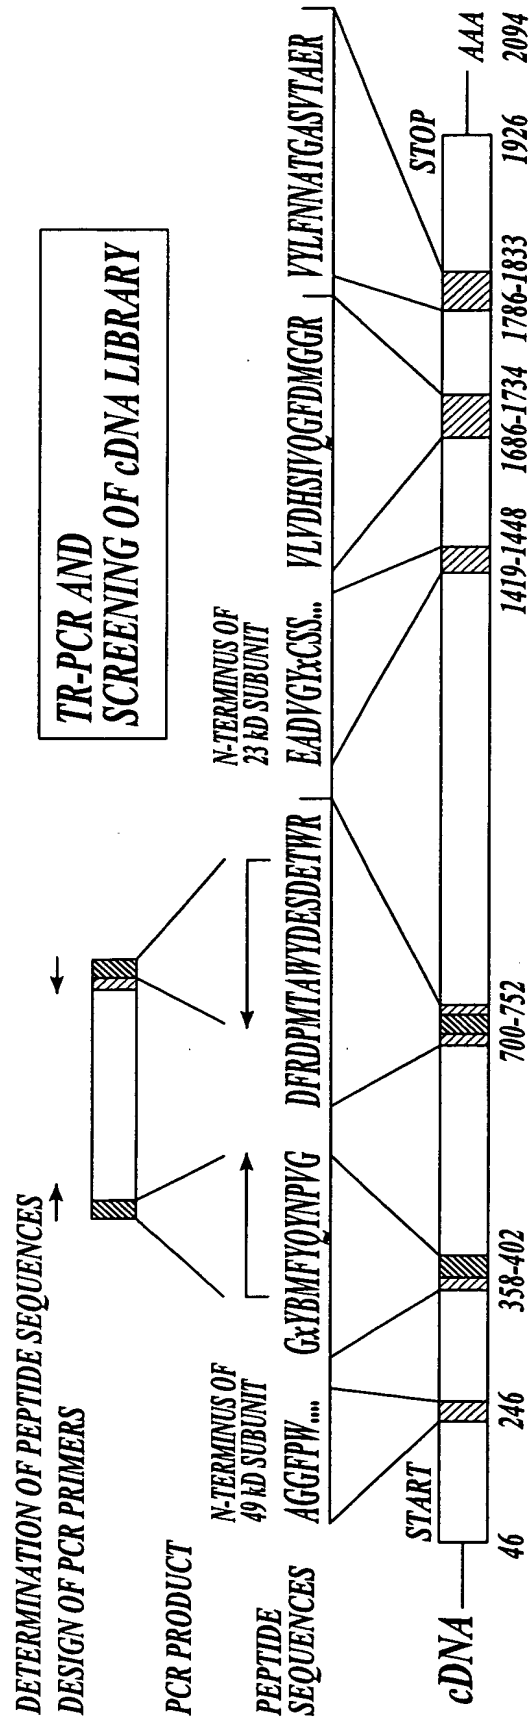 DETERMINATION OF PEPTIDE SEQUENCES
DESIGN OF PCR PRIMERS
TR-PCR AND
SCREENING OF cDNA LIBRARY
PCR PRODUCT
N-TERMINUS OF
49 kD SUBUNIT
N-TERMINUS OF
23 kD SUBUNIT
PEPTIDE
SEQUENCES
AGGFPW.... GxYBMFYQYNPVG DFRDPMTAWYDESDETWR EADVGYxCSS.... VLVDHSIVQGFDMGGR VYLFNNATGASVTAER
START STOP
cDNA AAA
46 246 358-402 700-752 1419-1448 1686-1734 1786-1833 1926 2094